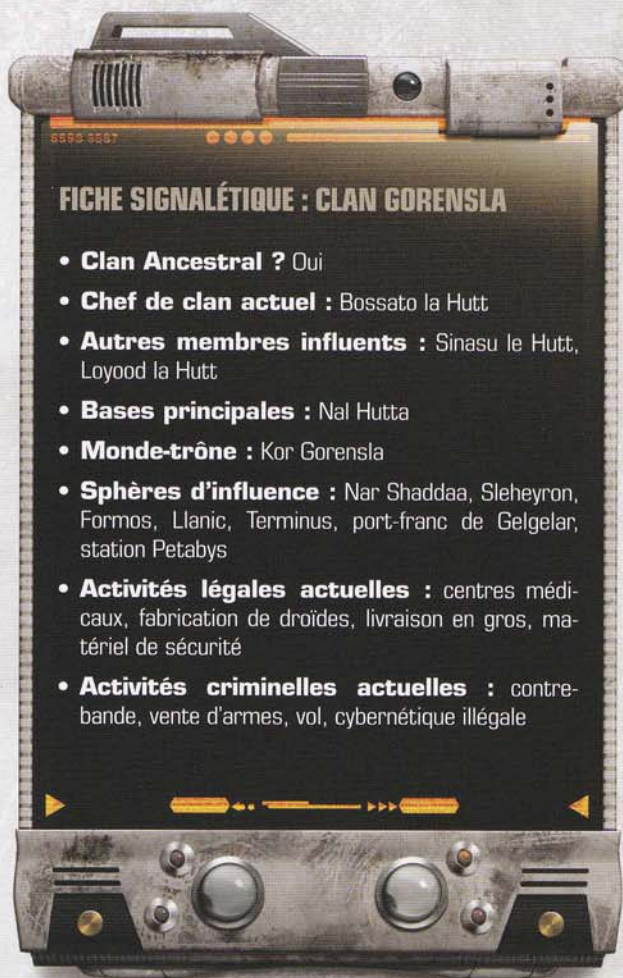 6593 6587
FICHE SIGNALÉTIQUE : CLAN GORENSLA
• Clan Ancestral ? Oui
• Chef de clan actuel : Bossato la Hutt
• Autres membres influents : Sinasu le Hutt,
Loyood la Hutt
• Bases principales : Nal Hutta
• Monde-trône : Kor Gorensla
• Sphères d'influence : Nar Shaddaa, Sleheyron,
Formos, Llanic, Terminus, port-franc de Gelgelar,
station Petabys
• Activités légales actuelles : centres médi-
caux, fabrication de droïdes, livraison en gros, ma-
tériel de sécurité
• Activités criminelles actuelles : contre-
bande, vente d'armes, vol, cybernétique illégale